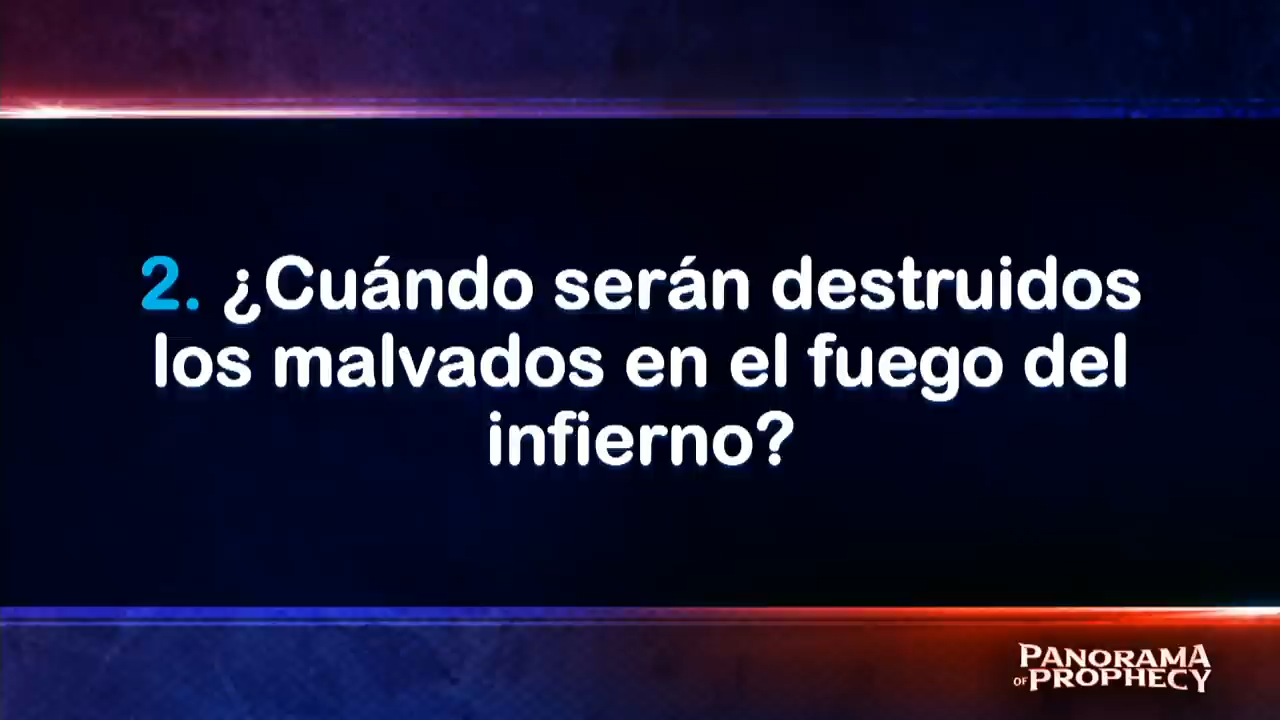 2. ¿Cuándo serán destruidos
los malvados en el fuego del
infierno?
PANORAMA
OF PROPHECY